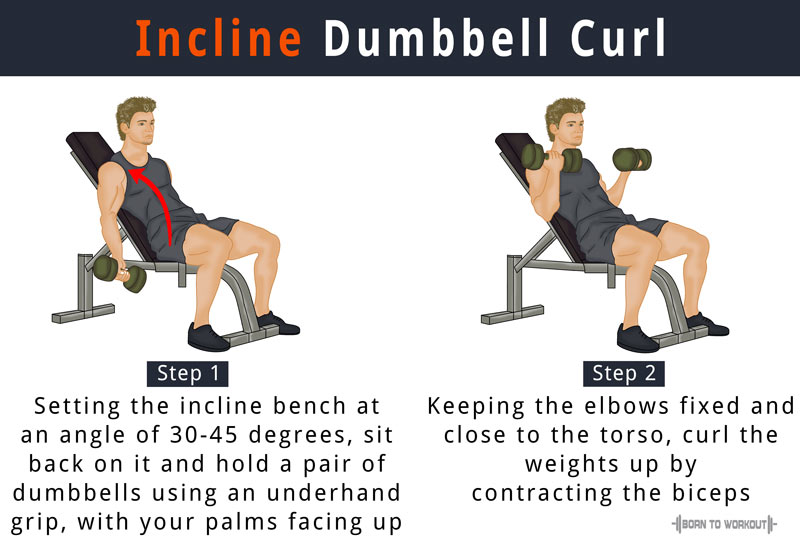 Incline Dumbbell Curl
Step 1
Setting the incline bench at
an angle of 30-45 degrees, sit
back on it and hold a pair of
dumbbells using an underhand
grip, with your palms facing up
Step 2
Keeping the elbows fixed and
close to the torso, curl the
weights up by
contracting the biceps
BORN TO WORKOUT